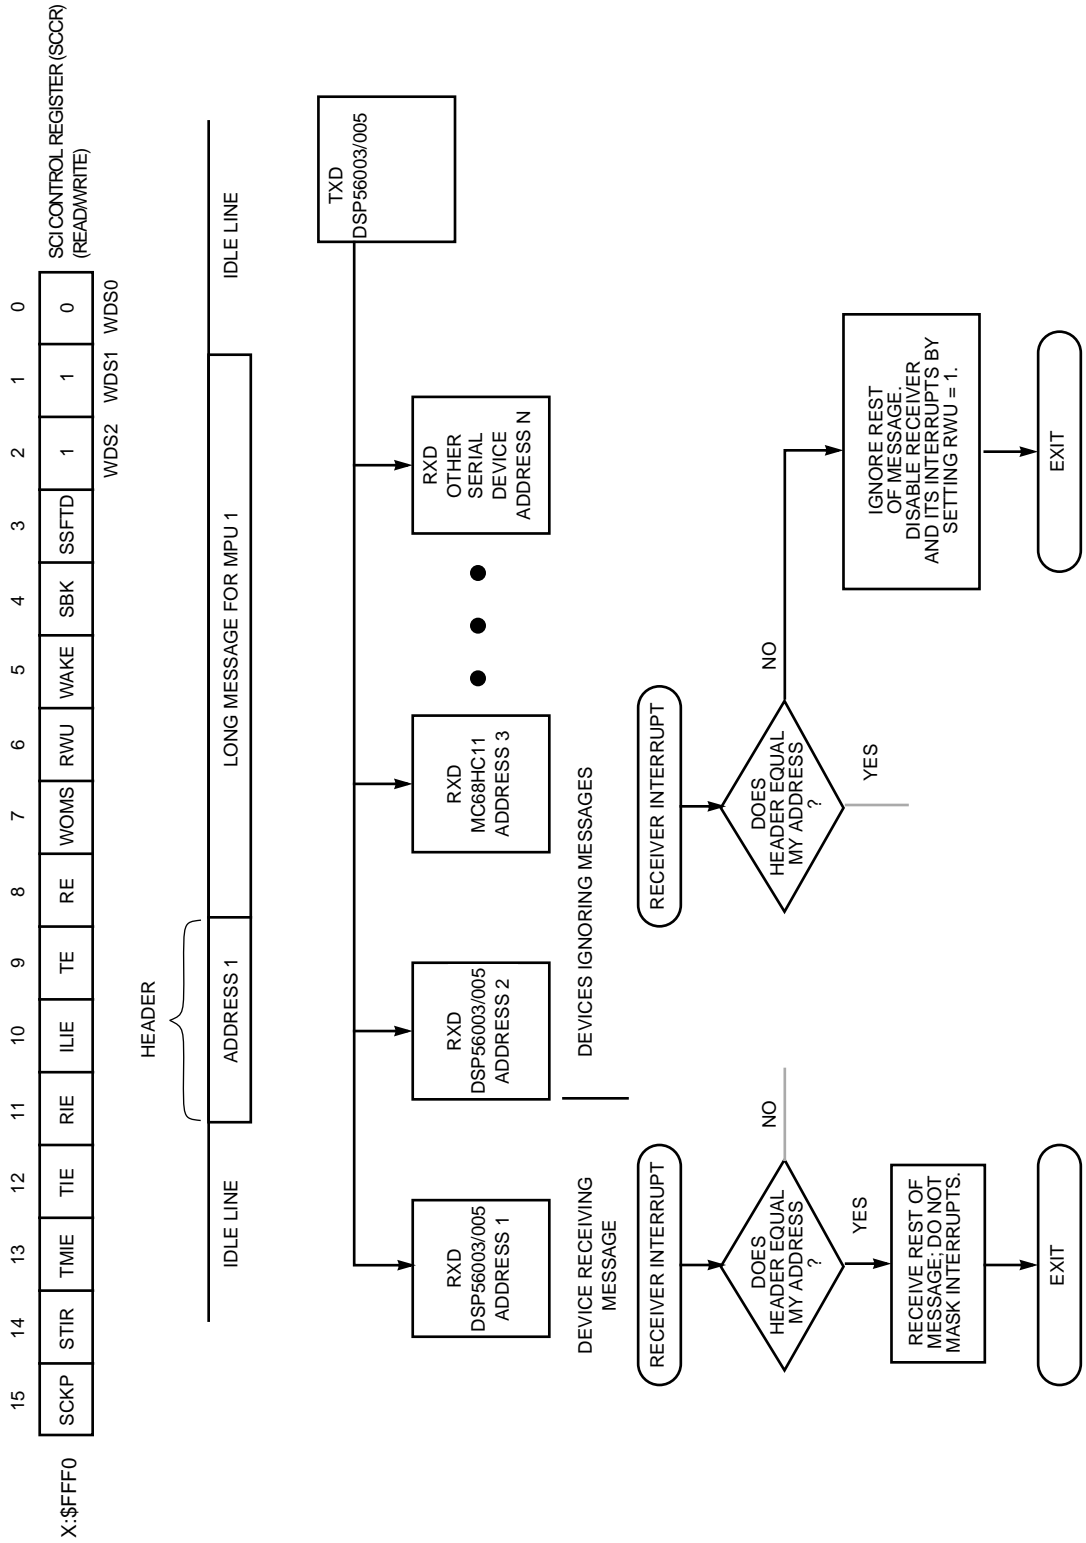 15 14 13 12 11 10 9 8 7 6 5 4 3 2 1 0
X:$FFF0 SCKP STIR TMIE TIE RIE ILIE TE RE WOMS RWU WAKE SBK SSFTD 1 1 0
SCI CONTROL REGISTER (SCCR)
(READ/WRITE)
WDS2 WDS1 WDS0
HEADER
IDLE LINE ADDRESS 1 LONG MESSAGE FOR MPU 1 IDLE LINE
TXD
DSP56003/005
RXD
DSP56003/005
ADDRESS 1
RXD
DSP56003/005
ADDRESS 2
RXD
MC68HC11
ADDRESS 3
RXD
OTHER
SERIAL
DEVICE
ADDRESS N
DEVICE RECEIVING
MESSAGE
DEVICES IGNORING MESSAGES
RECEIVER INTERRUPT
DOES
HEADER EQUAL
MY ADDRESS
?
NO
YES
RECEIVE REST OF
MESSAGE; DO NOT
MASK INTERRUPTS.
EXIT
RECEIVER INTERRUPT
DOES
HEADER EQUAL
MY ADDRESS
?
NO
YES
IGNORE REST
OF MESSAGE.
DISABLE RECEIVER
AND ITS INTERRUPTS BY
SETTING RWU = 1.
EXIT